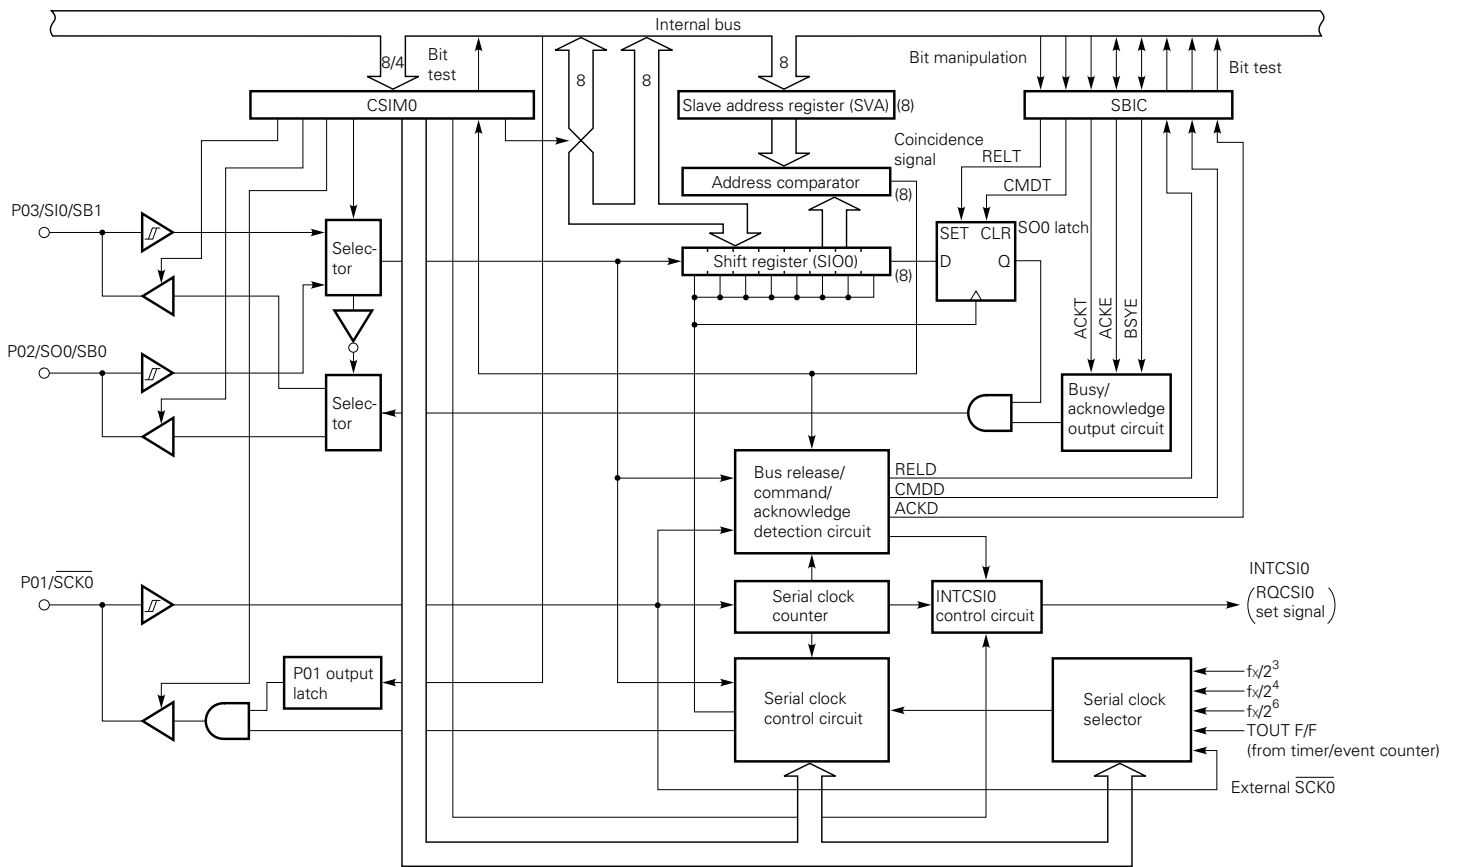 Internal bus
8/4
Bit
test
8
8
8
Bit manipulation
Bit test
CSIM0
Slave address register (SVA)
(8)
SBIC
Coincidence
signal
RELT
Address comparator
(8)
CMDT
P03/SI0/SB1
Selec-
tor
SET CLR
SO0 latch
Shift register (SIO0)
(8)
D
Q
ACKT
ACKE
BSYE
P02/SO0/SB0
Selec-
tor
Busy/
acknowledge
output circuit
Bus release/
command/
acknowledge
detection circuit
RELD
CMDD
ACKD
P01/SCK0
Serial clock
counter
INTCSI0
control circuit
INTCSI0
(RQCSI0
set signal)
P01 output
latch
Serial clock
control circuit
Serial clock
selector
fx/2³
fx/2⁴
fx/2⁶
TOUT F/F
(from timer/event counter)
External SCK0